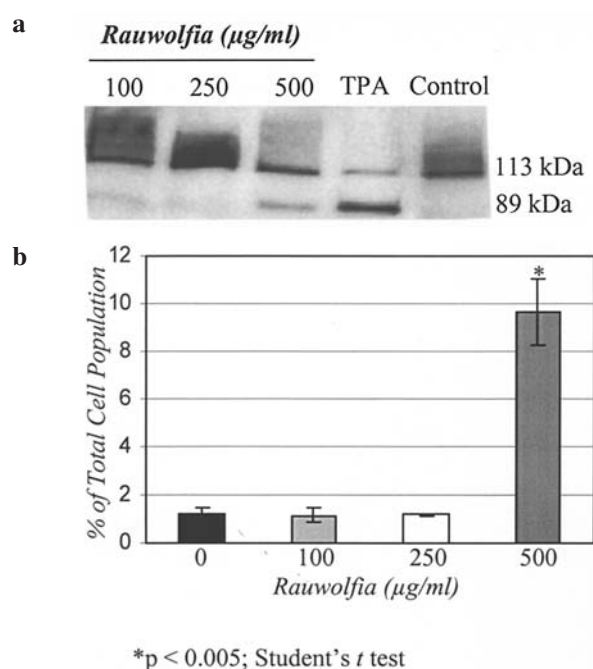 a
Rauwolfia (µg/ml)
100 250 500 TPA Control
113 kDa
89 kDa
b
% of Total Cell Population
12
10
8
6
4
2
0
*
0 100 250 500
Rauwolfia (µg/ml)
*p < 0.005; Student's t test